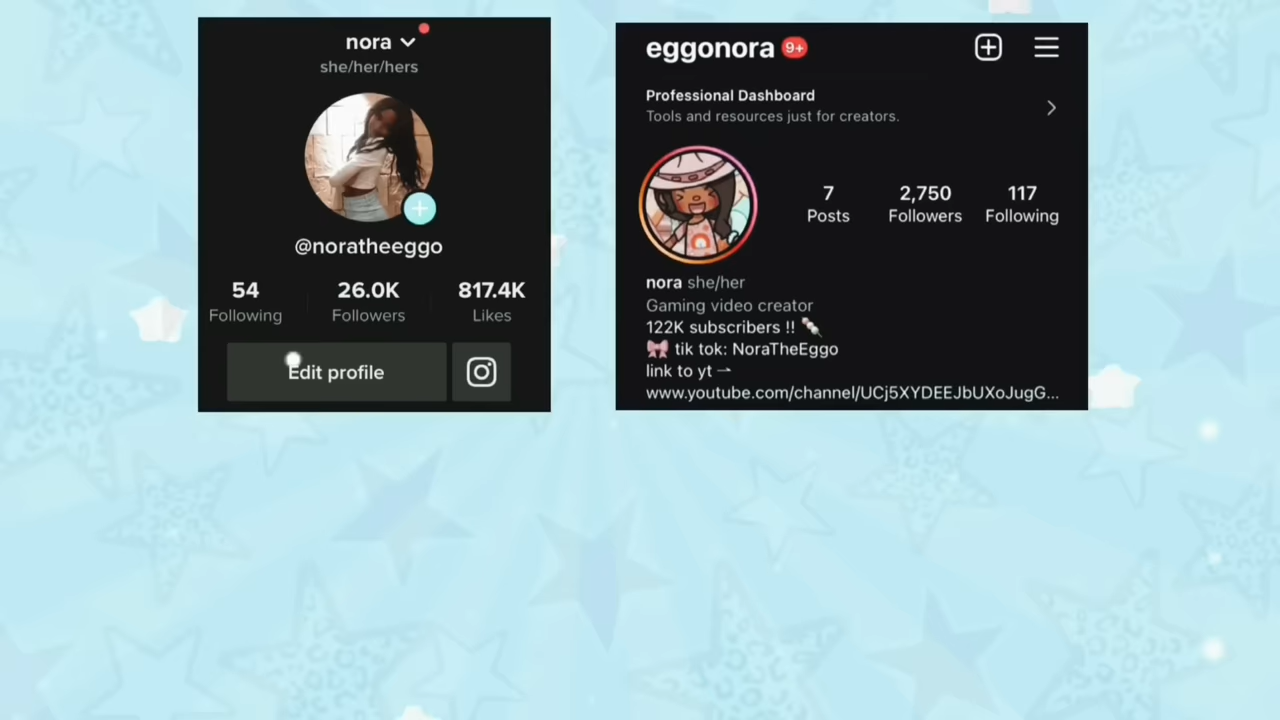 nora
she/her/hers
@noratheeggo
54
Following
26.0K
Followers
817.4K
Likes
Edit profile
eggonora 9+
Professional Dashboard
Tools and resources just for creators.
7
Posts
2,750
Followers
117
Following
nora she/her
Gaming video creator
122K subscribers !! 🍡
🎀 tik tok: NoraTheEggo
link to yt ⇀
www.youtube.com/channel/UCj5XYDEEJbUXoJugG...